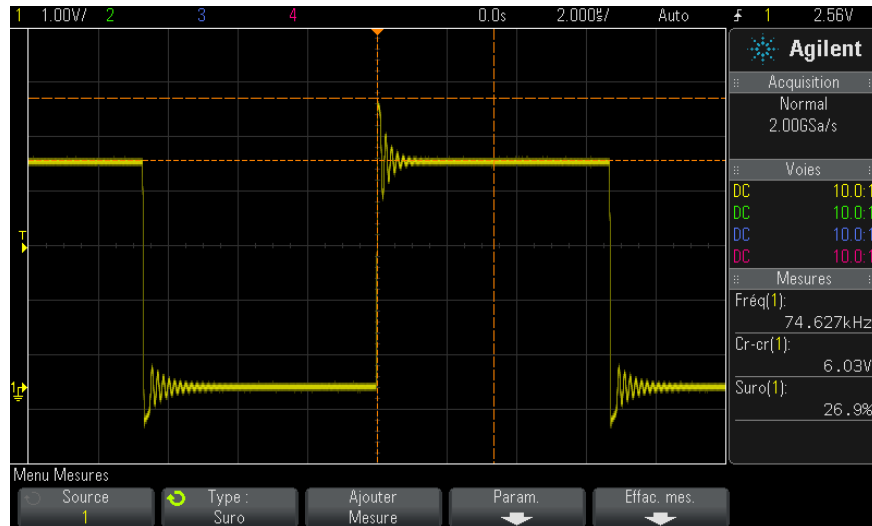 1 1.00V/ 2 3 4 0.0s 2.000µs/ Auto 1 2.56V
Agilent
Acquisition
Normal
2.00GSa/s
Voies
DC 10.0:1
DC 10.0:1
DC 10.0:1
DC 10.0:1
Mesures
Fréq(1):
74.627kHz
Cr-cr(1):
6.03V
Suro(1):
26.9%
T
1
Menu Mesures
Source Type : Ajouter Param. Effac. mes.
1 Suro Mesure